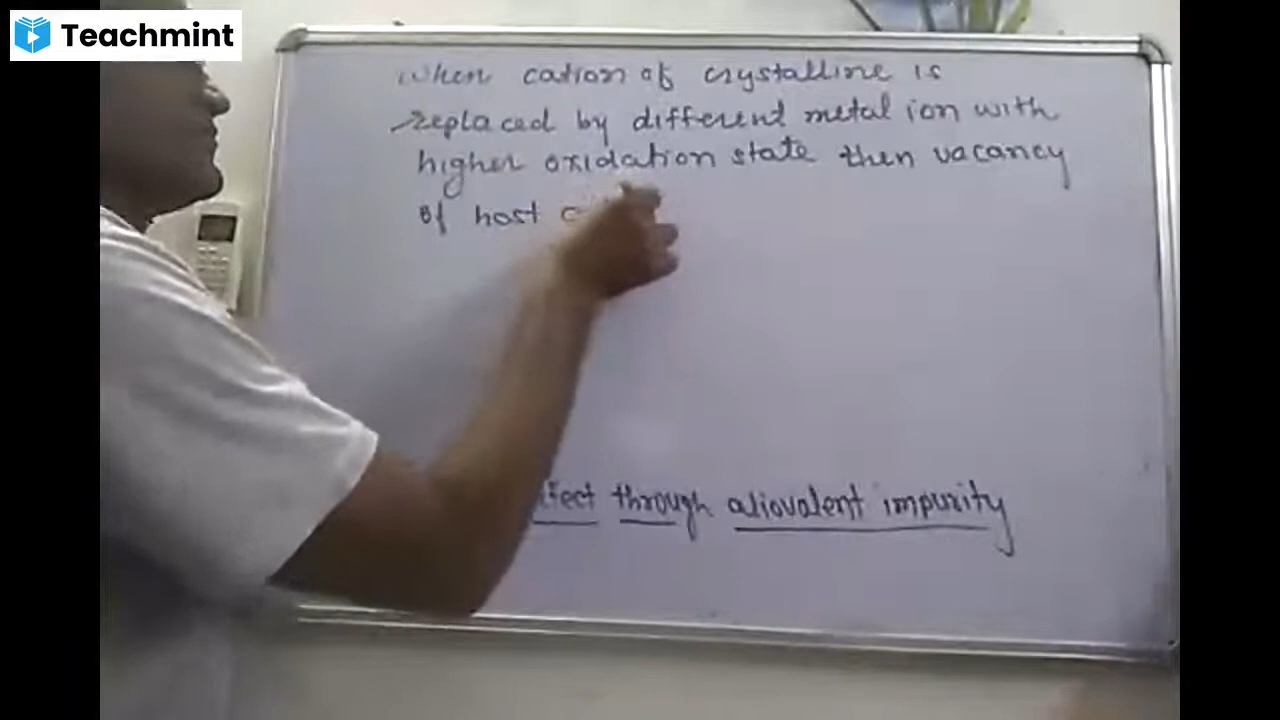 Teachmint
When cation of crystalline is
replaced by different metal ion with
higher oxidation state then vacancy
of host
through aliovalent impurity